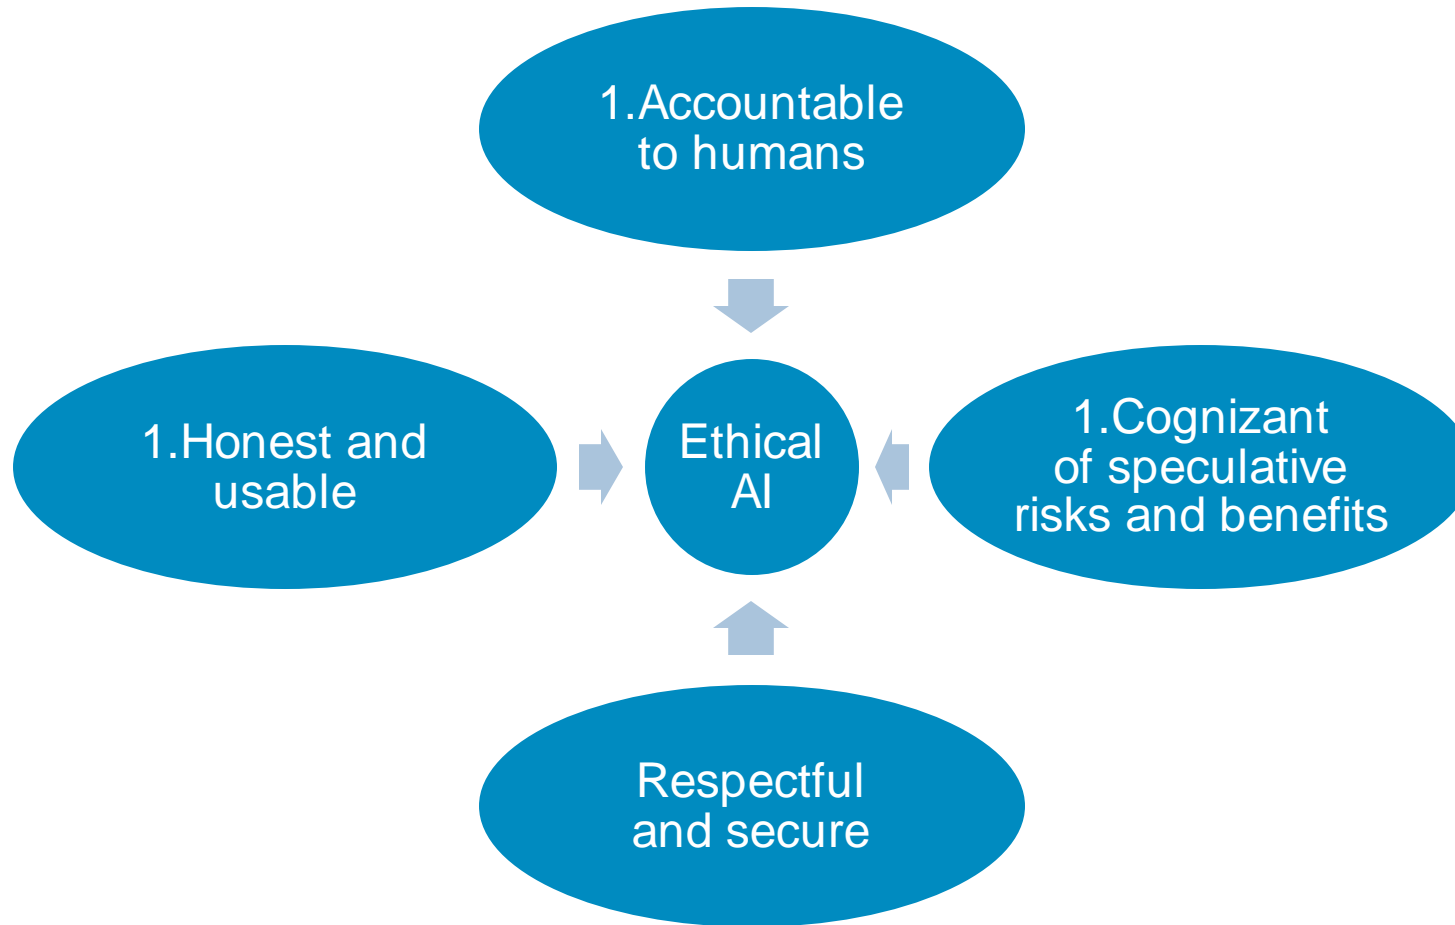 1.Accountable
to humans
1.Honest and
usable
Ethical
AI
1.Cognizant
of speculative
risks and benefits
Respectful
and secure